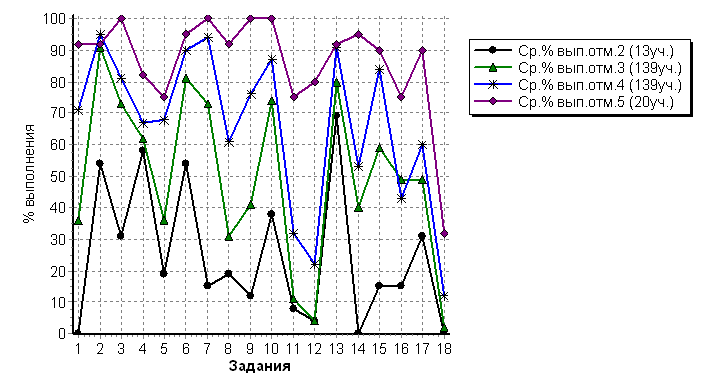 % выполнения
100
90
80
70
60
50
40
30
20
10
0
1 2 3 4 5 6 7 8 9 10 11 12 13 14 15 16 17 18
Задания
Ср.% вып.отм.2 (13уч.)
Ср.% вып.отм.3 (139уч.)
Ср.% вып.отм.4 (139уч.)
Ср.% вып.отм.5 (20уч.)